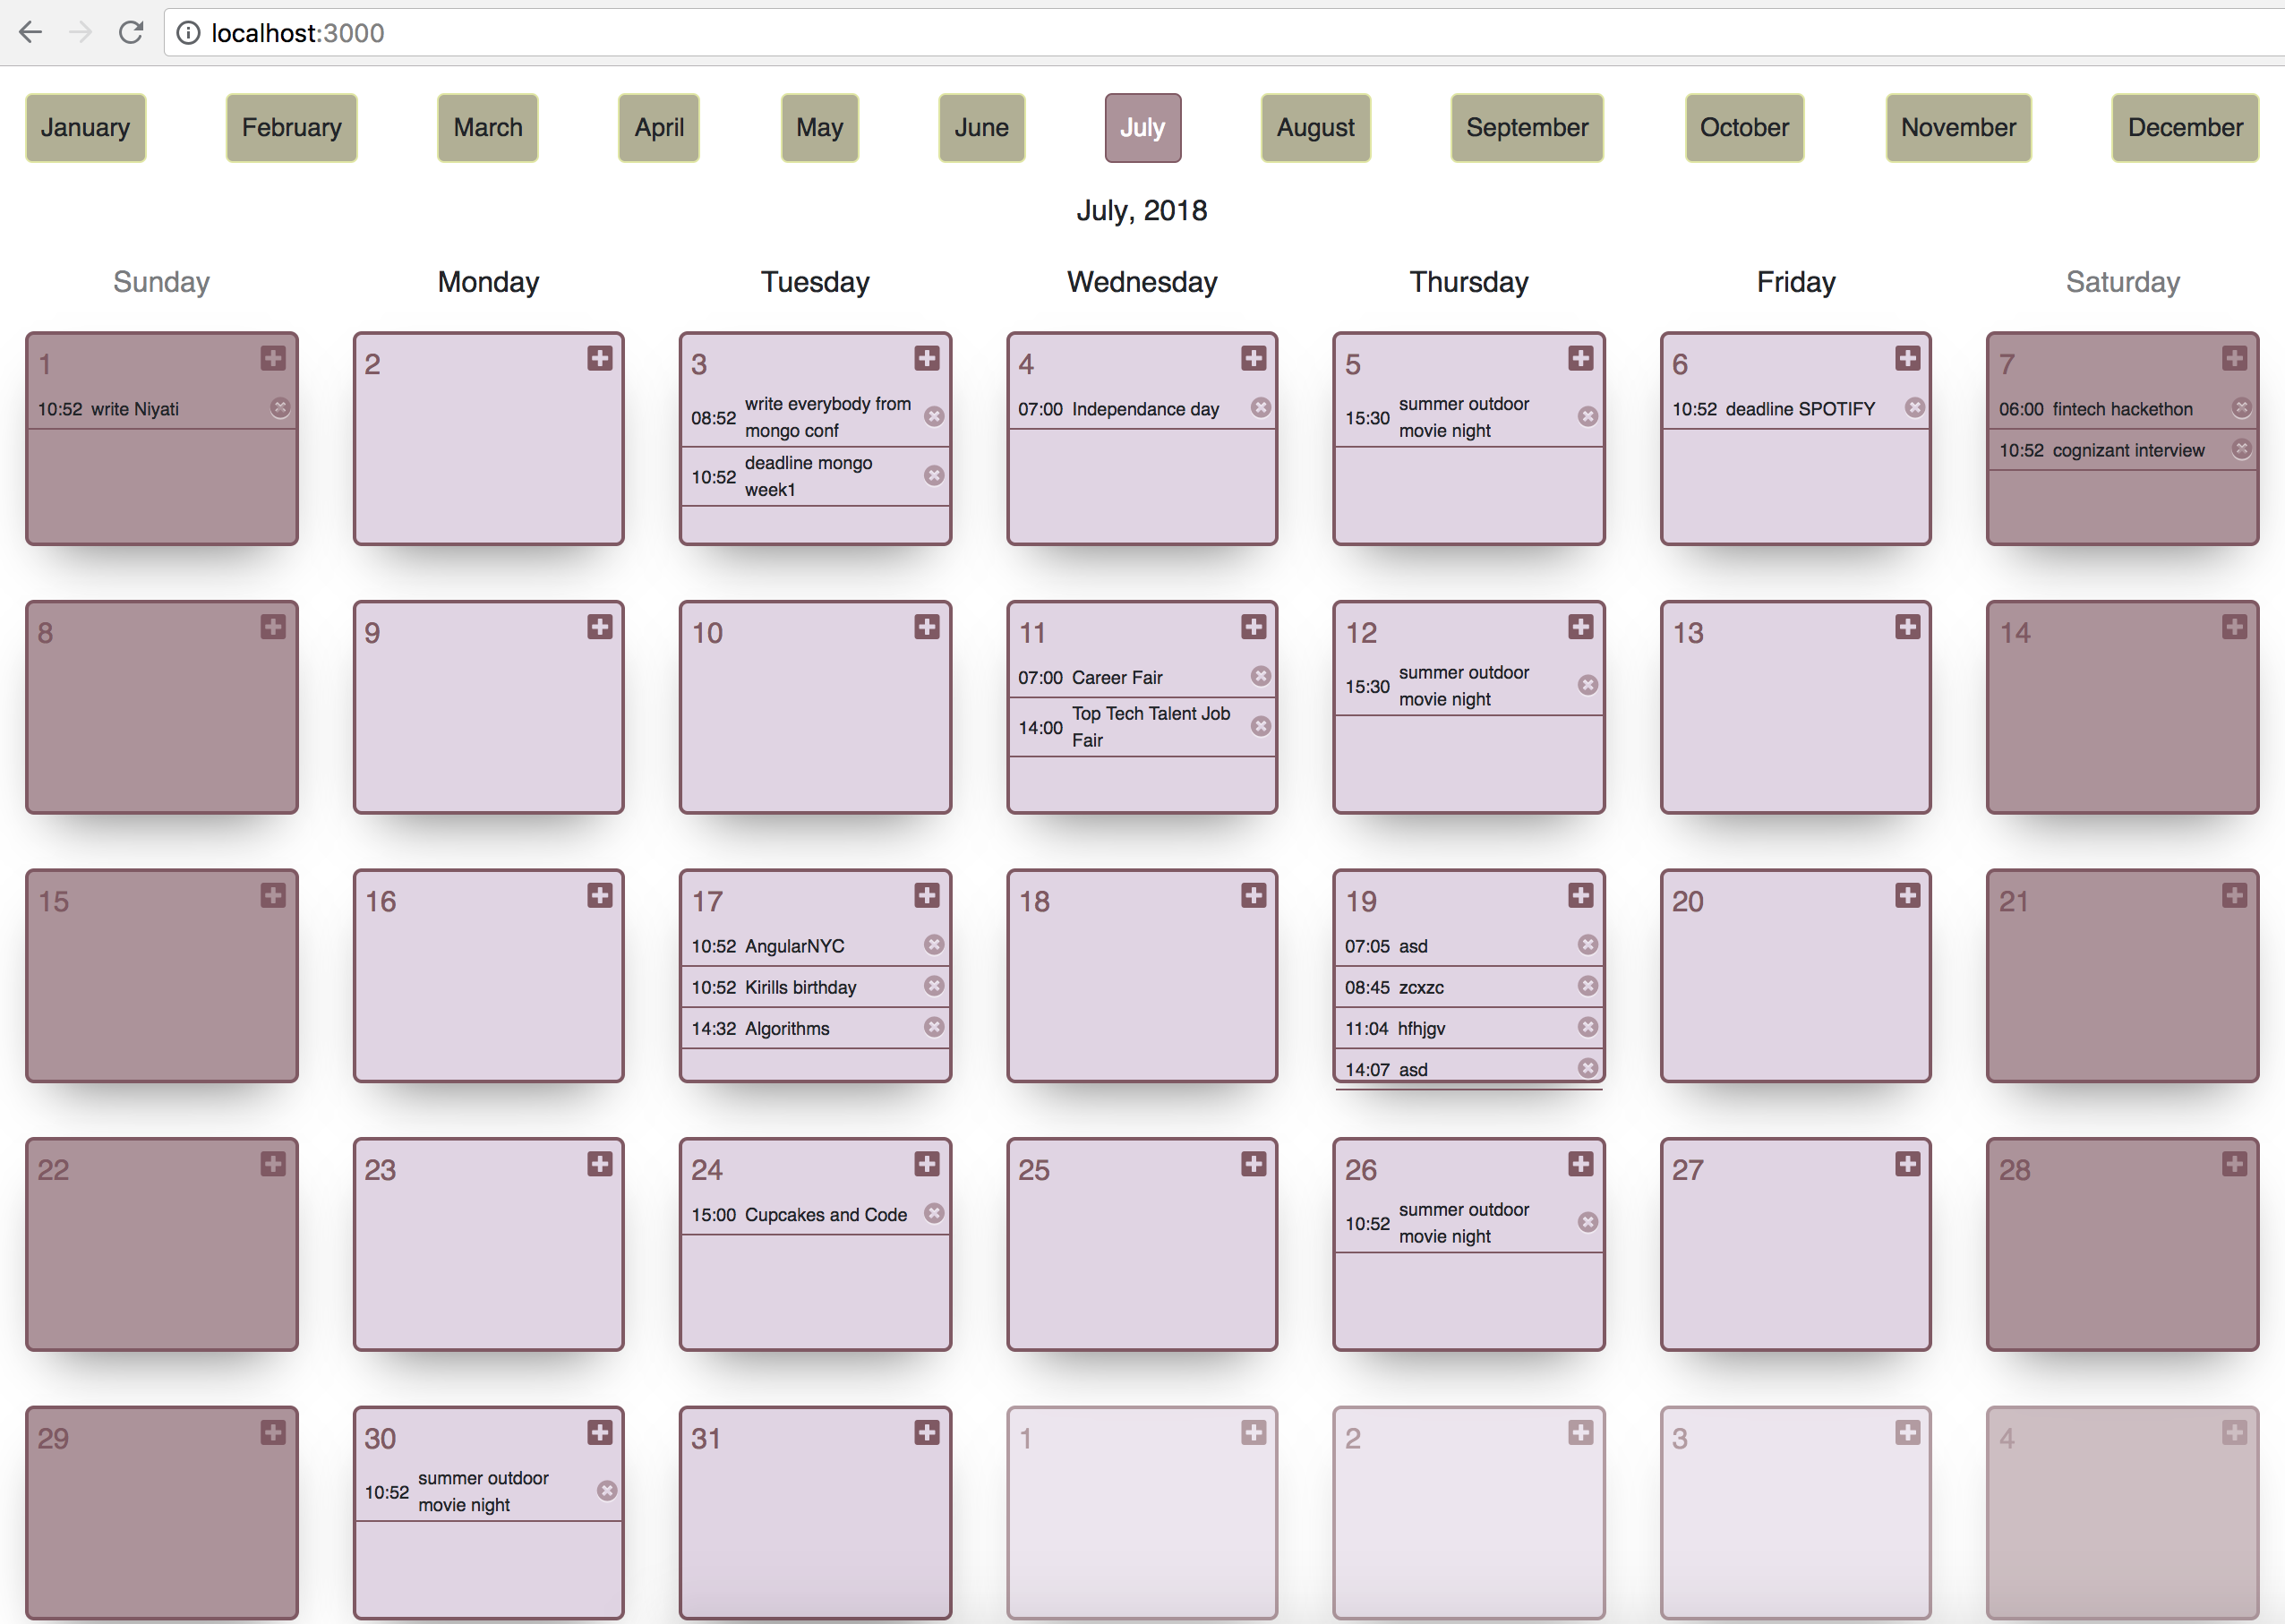 localhost:3000
January February March April May June July August September October November December
July, 2018
Sunday Monday Tuesday Wednesday Thursday Friday Saturday
1
10:52 write Niyati
2
3
08:52 write everybody from
mongo conf
10:52 deadline mongo
week1
4
07:00 Independance day
5
15:30 summer outdoor
movie night
6
10:52 deadline SPOTIFY
7
06:00 fintech hackethon
10:52 cognizant interview
8
9
10
11
07:00 Career Fair
14:00 Top Tech Talent Job
Fair
12
15:30 summer outdoor
movie night
13
14
15
16
17
10:52 AngularNYC
10:52 Kirills birthday
14:32 Algorithms
18
19
07:05 asd
08:45 zcxzc
11:04 hfhjgv
14:07 asd
20
21
22
23
24
15:00 Cupcakes and Code
25
26
10:52 summer outdoor
movie night
27
28
29
30
10:52 summer outdoor
movie night
31
1
2
3
4